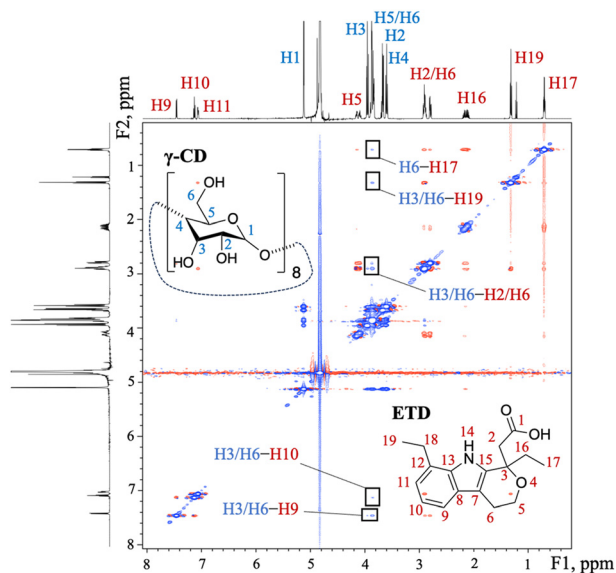 H5/H6
H3
H2
H1
H4
H19
H10
H2/H6
H17
H9
H11
H5
H16
F2, ppm
1
2
3
4
5
6
7
8
γ-CD
6
OH
5
O
4
1
3
2
HO
OH
O
8
H6–H17
H3/H6–H19
H3/H6–H2/H6
H3/H6–H10
H3/H6–H9
ETD
O
1
OH
2
14
H
N
19
18
16
17
12
13
15
3
O
4
11
8
7
10
9
6
5
8
7
6
5
4
3
2
1
F1, ppm